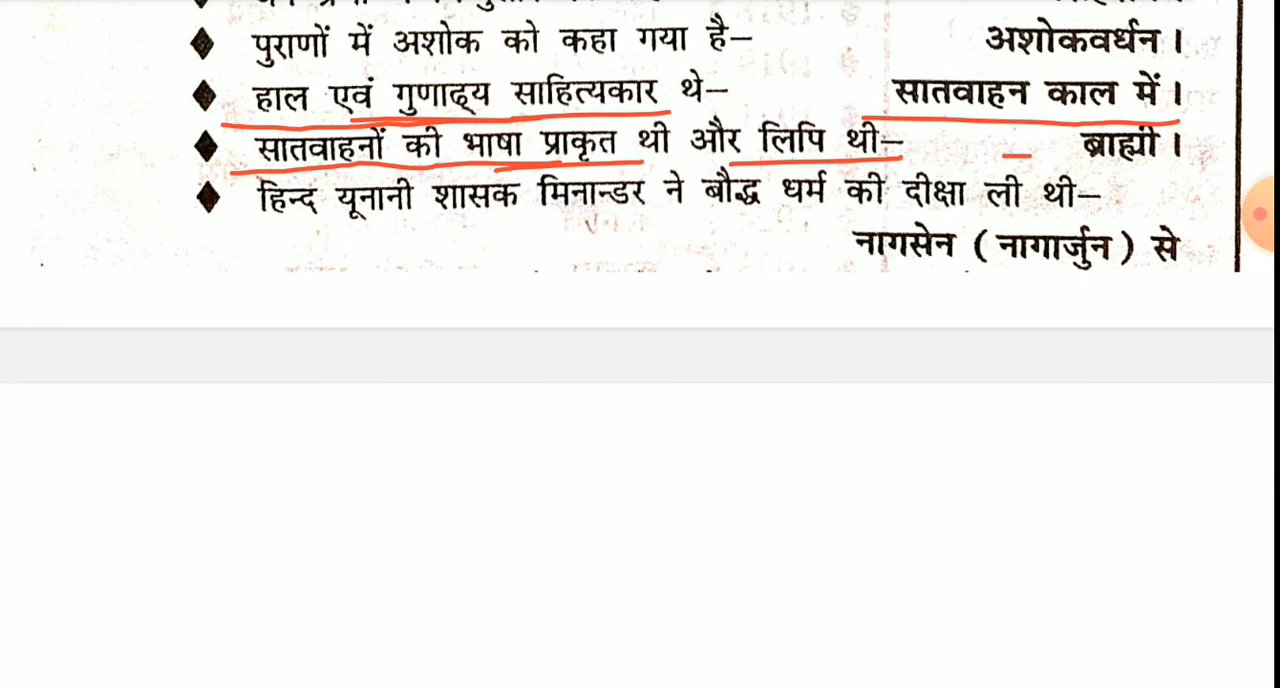 पुराणों में अशोक को कहा गया है– अशोकवर्धन।
हाल एवं गुणाढ्य साहित्यकार थे– सातवाहन काल में।
सातवाहनों की भाषा प्राकृत थी और लिपि थी– ब्राह्मी।
हिन्द यूनानी शासक मिनान्डर ने बौद्ध धर्म की दीक्षा ली थी–
नागसेन (नागार्जुन) से